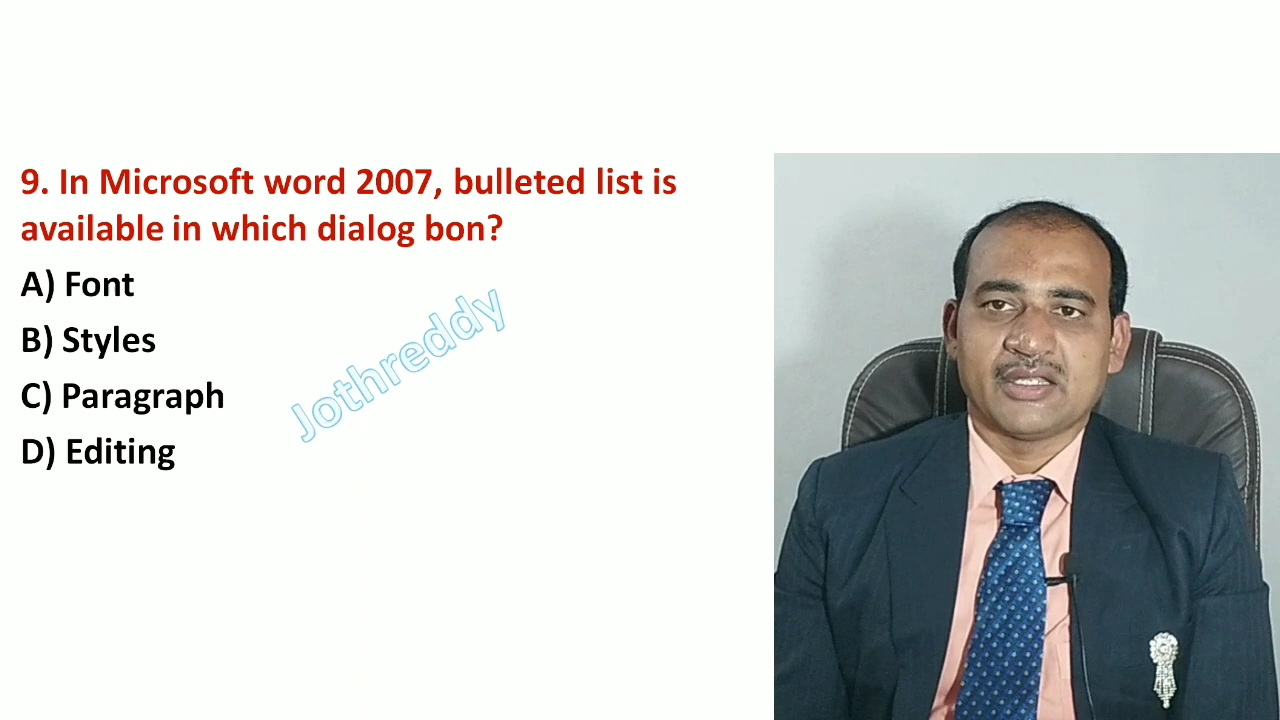 9. In Microsoft word 2007, bulleted list is
available in which dialog bon?
A) Font
B) Styles
C) Paragraph
D) Editing
Jothreddy